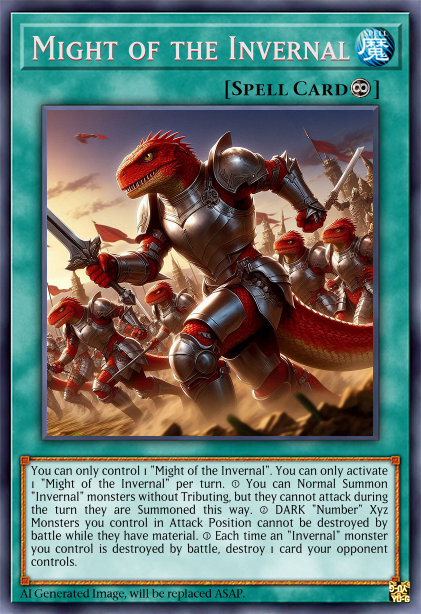 Might of the Invernal
SPELL
魔
[Spell Card]
You can only control 1 "Might of the Invernal". You can only activate
1 "Might of the Invernal" per turn. ① You can Normal Summon
"Invernal" monsters without Tributing, but they cannot attack during
the turn they are Summoned this way. ② DARK "Number" Xyz
Monsters you control in Attack Position cannot be destroyed by
battle while they have material. ③ Each time an "Invernal" monster
you control is destroyed by battle, destroy 1 card your opponent
controls.
AI Generated Image, will be replaced ASAP.